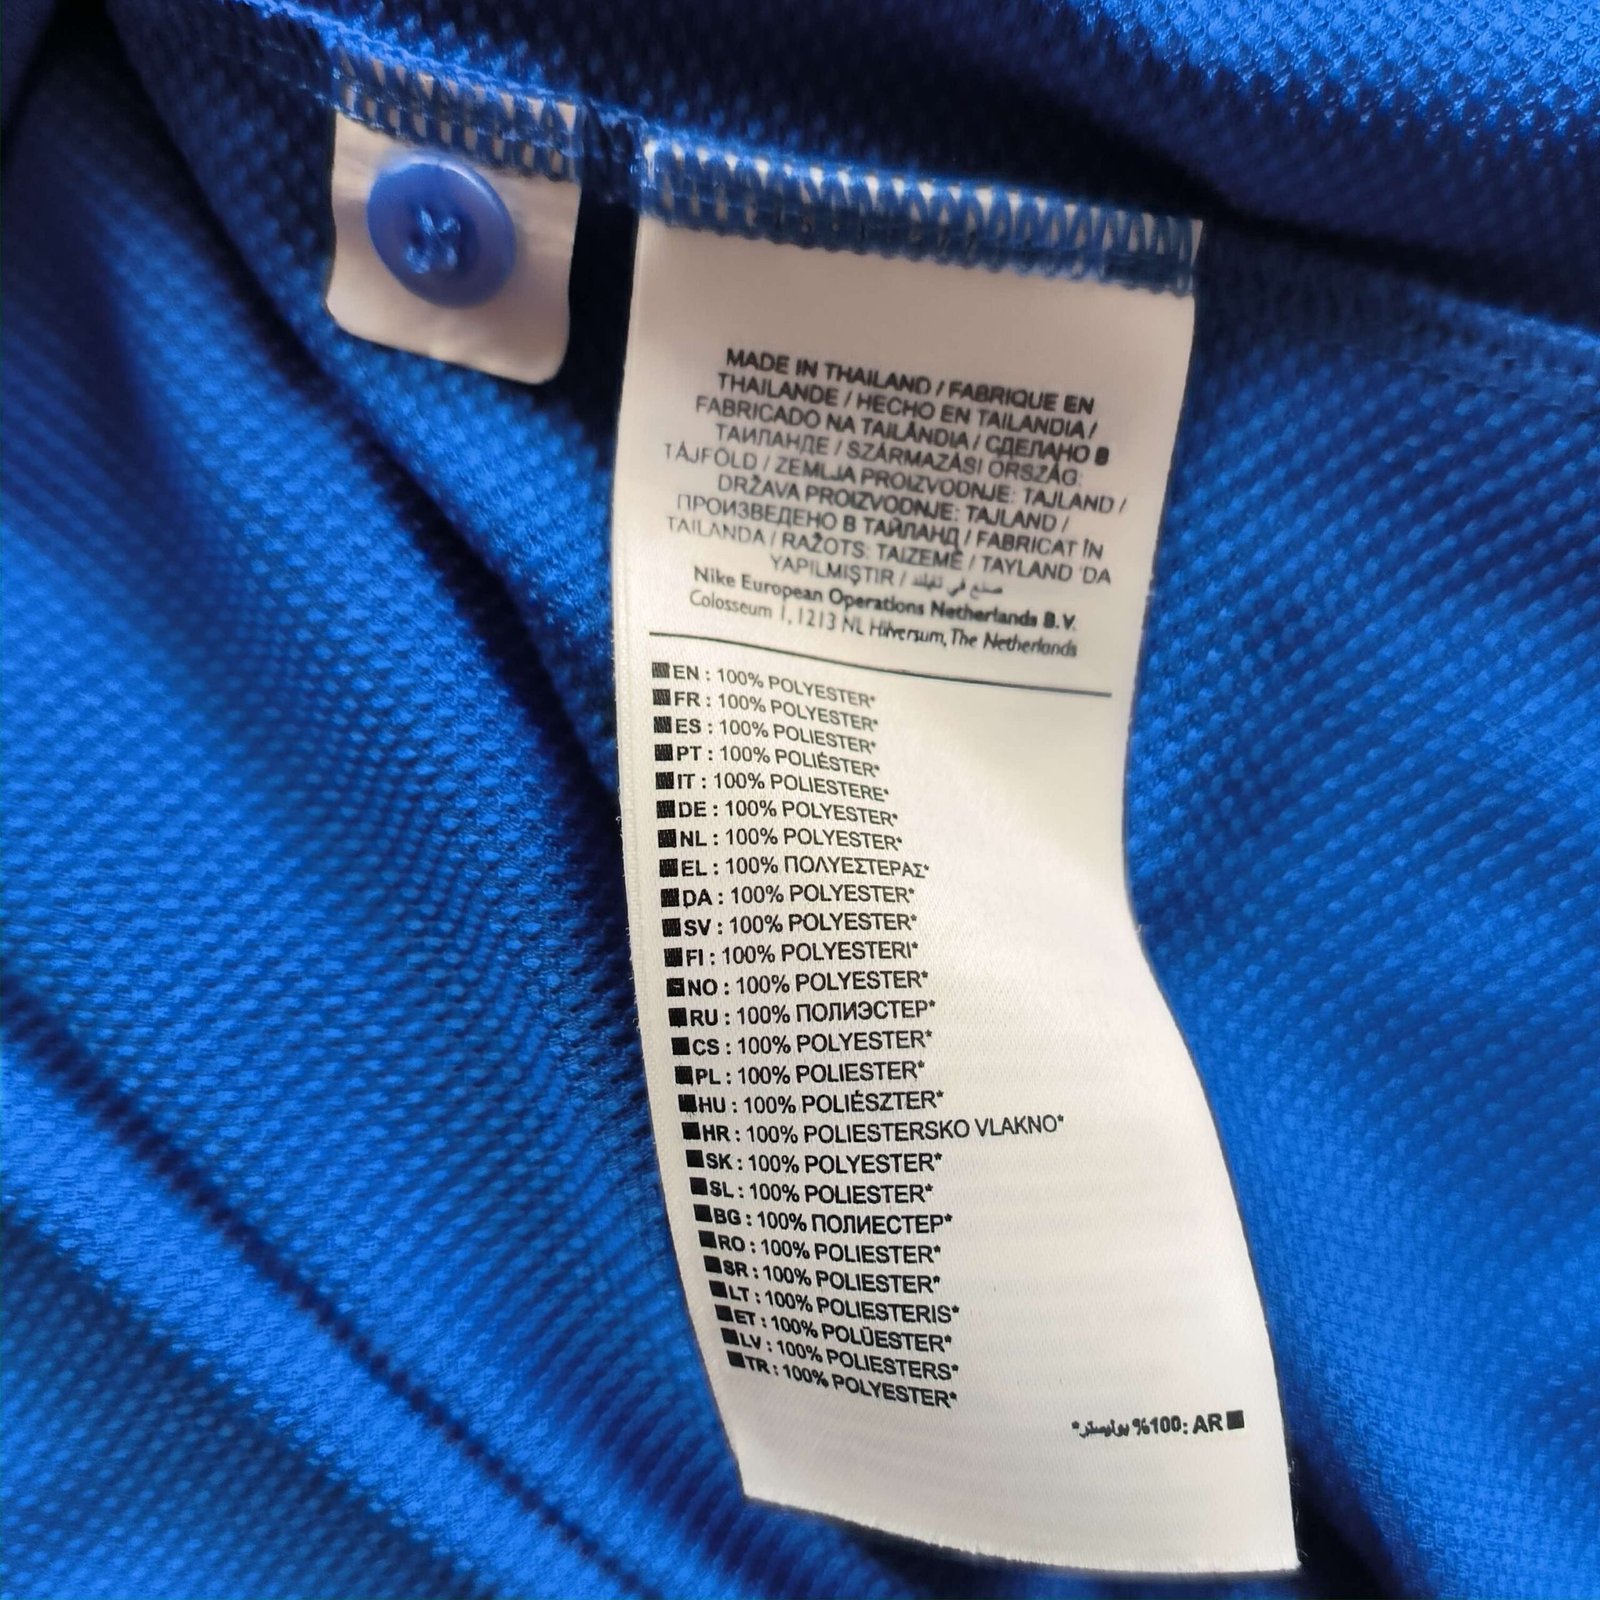 MADE IN THAILAND / FABRIQUE EN
THAILANDE / HECHO EN TAILANDIA /
FABRICADO NA TAILÂNDIA / СДЕЛАНО В
ТАИЛАНДЕ / SZÁRMAZÁSI ORSZÁG:
TÁJFÖLD / ZEMLJA PROIZVODNJE: TAJLAND /
DRŽAVA PROIZVODNJE: TAJLAND /
ПРОИЗВЕДЕНО В ТАЙЛАНД / FABRICAT ÎN
TAILANDA / RAŽOTS: TAIZEMĒ / TAYLAND 'DA
YAPILMIŞTIR / صنع في تايلند
Nike European Operations Netherlands B.V.
Colosseum 1, 1213 NL Hilversum, The Netherlands
EN : 100% POLYESTER*
FR : 100% POLYESTER*
ES : 100% POLIESTER*
PT : 100% POLIÉSTER*
IT : 100% POLIESTERE*
DE : 100% POLYESTER*
NL : 100% POLYESTER*
EL : 100% ΠΟΛΥΕΣΤΕΡΑΣ*
DA : 100% POLYESTER*
SV : 100% POLYESTER*
FI : 100% POLYESTERI*
NO : 100% POLYESTER*
RU : 100% ПОЛИЭСТЕР*
CS : 100% POLYESTER*
PL : 100% POLIESTER*
HU : 100% POLIÉSZTER*
HR : 100% POLIESTERSKO VLAKNO*
SK : 100% POLYESTER*
SL : 100% POLIESTER*
BG : 100% ПОЛИЕСТЕР*
RO : 100% POLIESTER*
SR : 100% POLIESTER*
LT : 100% POLIESTERIS*
ET : 100% POLÜESTER*
LV : 100% POLIESTERS*
TR : 100% POLYESTER*
AR :100% بوليستر*